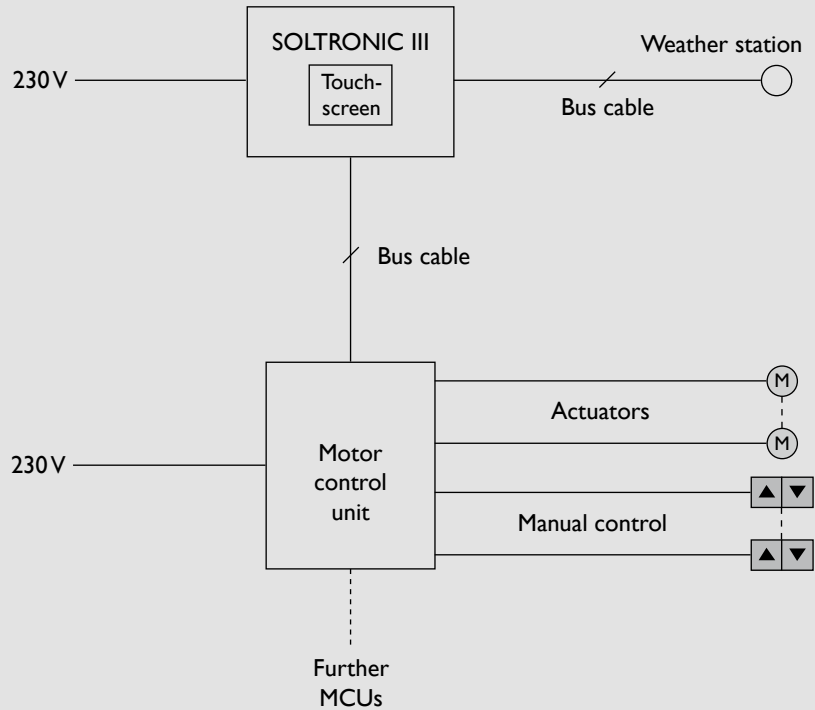 SOLTRONIC III
Weather station
230 V
Touch-
screen
Bus cable
Bus cable
M
Actuators
M
230 V
Motor
control
unit
▲ ▼
Manual control
▲ ▼
Further
MCUs